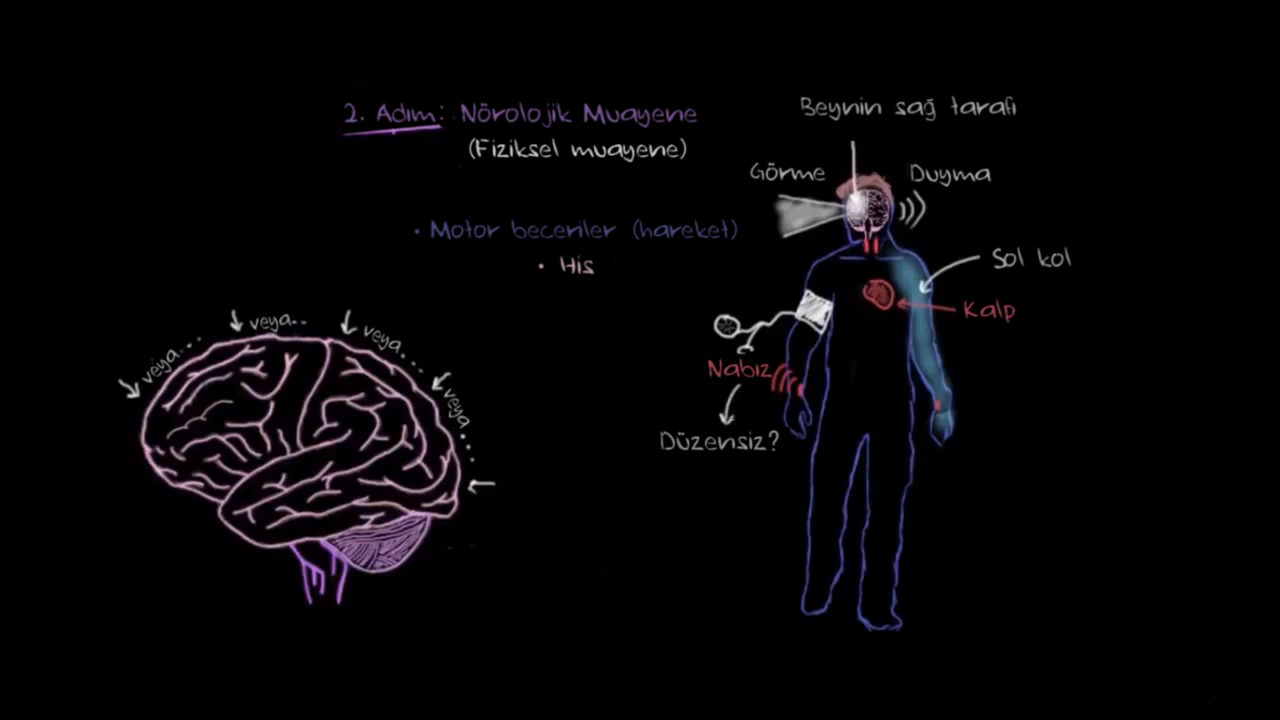 2. Adım: Nörolojik Muayene
(Fiziksel muayene)
• Motor beceriler (hareket)
• His
veya...
veya..
veya...
veya...
Beynin sağ tarafı
Görme
Duyma
Sol kol
Kalp
Nabız
Düzensiz?